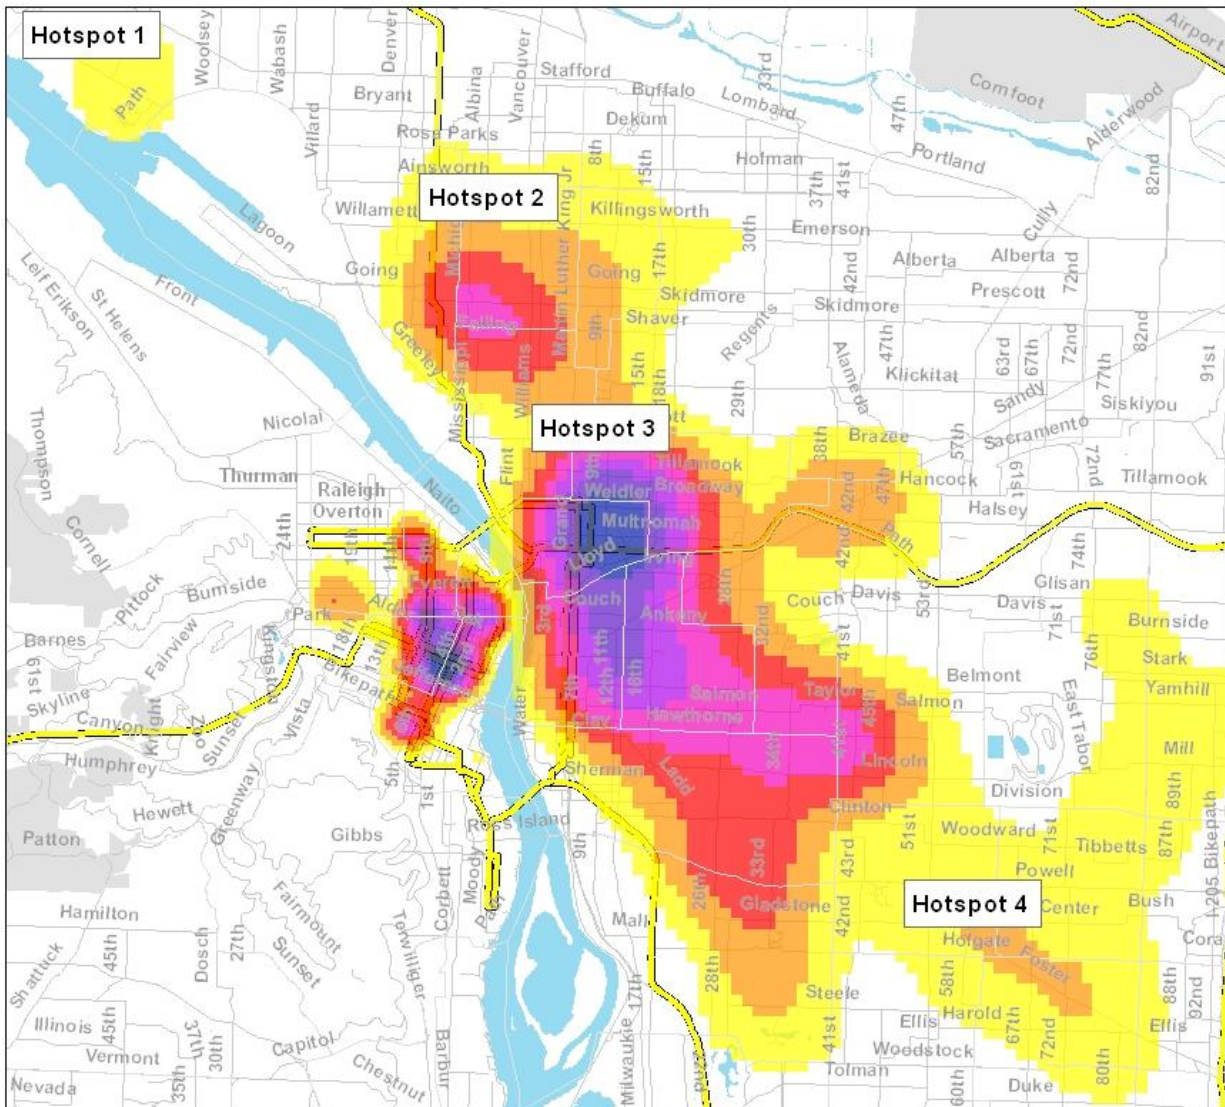 Hotspot 1
Path
Woolsey
Wabash
Denver
Albina
Vancouver
Stafford
33rd
Airport
Bryant
Buffalo
Lombard
47th
Comfoot
Villard
Rosa Parks
Dekum
Alderwood
Ainsworth
8th
15th
Holman
37th
41st
Portland
82nd
Hotspot 2
Martin Luther King Jr
Killingsworth
30th
Emerson
Cully
Lagoon
Going
Going
17th
Alberta
Alberta
42nd
72nd
Leif Erikson
Front
St Helens
Skidmore
Skidmore
Prescott
Greeley
9th
Shaver
Regents
47th
82nd
Mississippi
Williams
15th
18th
Alameda
63rd
67th
72nd
77th
91st
Klickitat
29th
Sandy
Siskiyou
Thompson
Nicolai
Hotspot 3
38th
Brazee
57th
Sacramento
Thurman
Flint
9th
Tillamook
Broadway
42nd
47th
Hancock
61st
72nd
Tillamook
Raleigh
Overton
Naito
Weidler
Halsey
24th
19th
14th
9th
Grand
Multnomah
Path
Cornell
Lloyd
Irving
42nd
74th
Everett
Glisan
Pittock
Burnside
Park
3rd
Couch
Ankeny
28th
Couch
Davis
53rd
Davis
71st
Burnside
32nd
76th
Barnes
Fairview
Kingston
18th
13th
11th
41st
Stark
61st
Skyline
Bikepath
7th
12th
16th
Salmon
Taylor
45th
Salmon
Belmont
Yamhill
Canyon
Knight
Zoo
Sunset
Vista
Water
Clay
Hawthorne
34th
41st
East Tabor
Mill
Humphrey
5th
1st
Sherman
Ladd
Lincoln
Division
89th
Hewett
Greenway
Clinton
Patton
Gibbs
Ross Island
9th
51st
Woodward
71st
Tibbetts
87th
I-205 Bikepath
Moody
33rd
43rd
Powell
Corbett
26th
Hotspot 4
Center
Bush
Hamilton
Fairmount
Path
Mall
Gladstone
42nd
Holgate
Foster
Shattuck
45th
Dosch
27th
Sunset
Terwilliger
17th
28th
Steele
58th
88th
92nd
Illinois
45th
37th
30th
41st
Ellis
Harold
67th
72nd
Ellis
Vermont
Capitol
Barbur
Milwaukie
Woodstock
80th
Nevada
35th
Chestnut
Tolman
60th
Duke